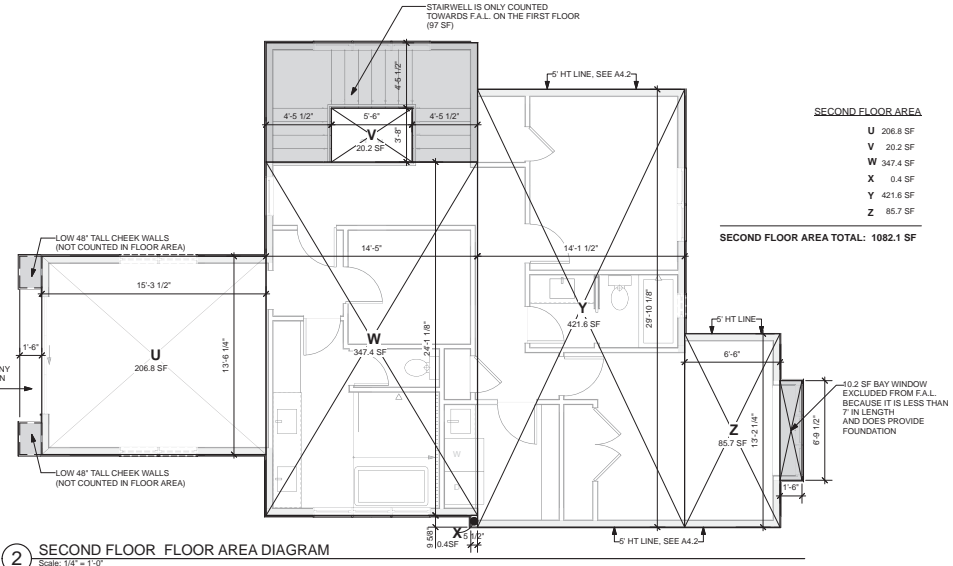 STAIRWELL IS ONLY COUNTED
TOWARDS F.A.L. ON THE FIRST FLOOR
(97 SF)
5' HT LINE, SEE A4.2
4'-5 1/2"
4'-5 1/2"
5'-6"
4'-5 1/2"
3'-8"
V
20.2 SF
SECOND FLOOR AREA
U 206.8 SF
V 20.2 SF
W 347.4 SF
X 0.4 SF
Y 421.6 SF
Z 85.7 SF
SECOND FLOOR AREA TOTAL: 1082.1 SF
LOW 48" TALL CHEEK WALLS
(NOT COUNTED IN FLOOR AREA)
14'-5"
14'-1 1/2"
15'-3 1/2"
29'-10 1/8"
Y
421.6 SF
5' HT LINE
1'-6"
U
206.8 SF
13'-6 1/4"
W
347.4 SF
24'-1 1/8"
6'-6"
NY
N
10.2 SF BAY WINDOW
EXCLUDED FROM F.A.L.
BECAUSE IT IS LESS THAN
7' IN LENGTH
AND DOES PROVIDE
FOUNDATION
Z
85.7 SF
13'-2 1/4"
6'-9 1/2"
W
LOW 48" TALL CHEEK WALLS
(NOT COUNTED IN FLOOR AREA)
1'-6"
9 5/8"
X
0.4SF
5 1/2"
5' HT LINE, SEE A4.2
2
SECOND FLOOR FLOOR AREA DIAGRAM
Scale: 1/4" = 1'-0"